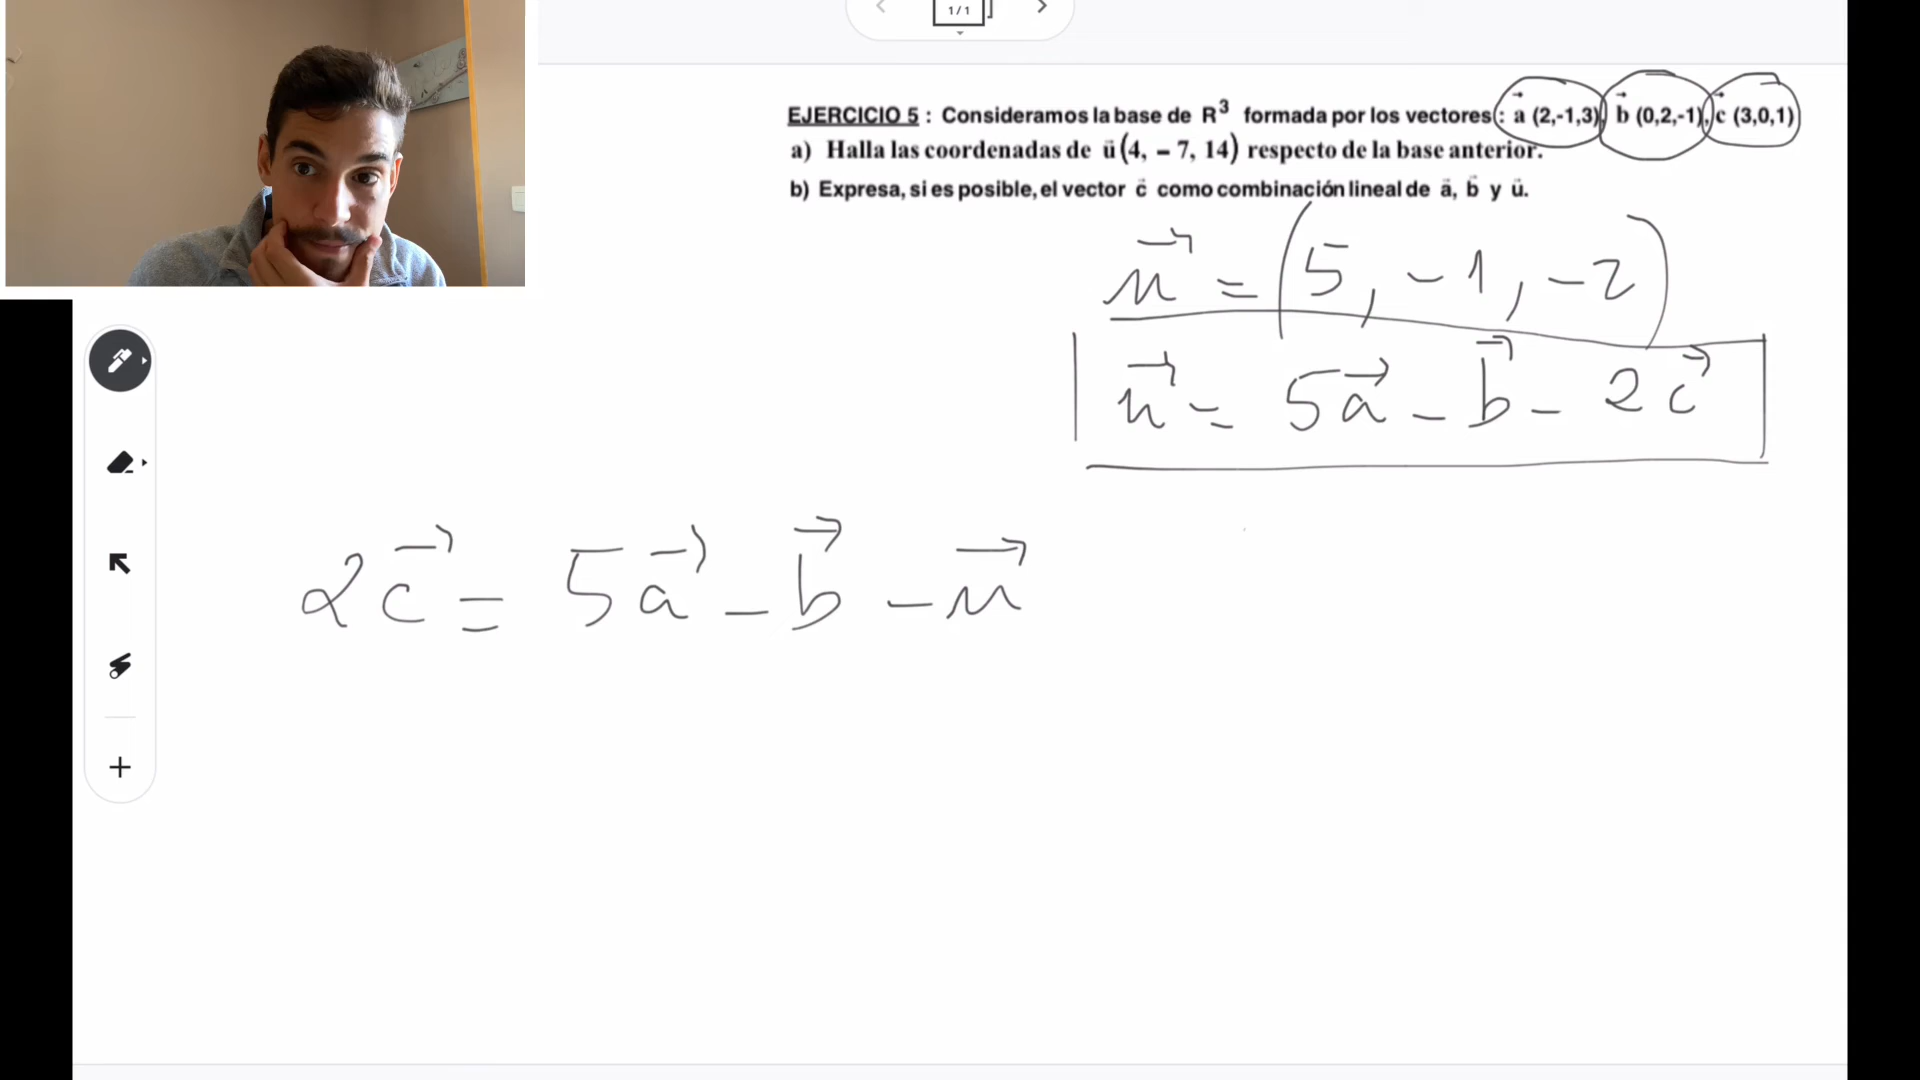 1 / 1
EJERCICIO 5 : Consideramos la base de R³ formada por los vectores : a⃗ (2,-1,3), b⃗ (0,2,-1), c⃗ (3,0,1)
a) Halla las coordenadas de u⃗ (4, – 7, 14) respecto de la base anterior.
b) Expresa, si es posible, el vector c⃗ como combinación lineal de a⃗, b⃗ y u⃗.
u⃗ = (5, -1, -2)
u⃗ = 5a⃗ - b⃗ - 2c⃗
2c⃗ = 5a⃗ - b⃗ - u⃗